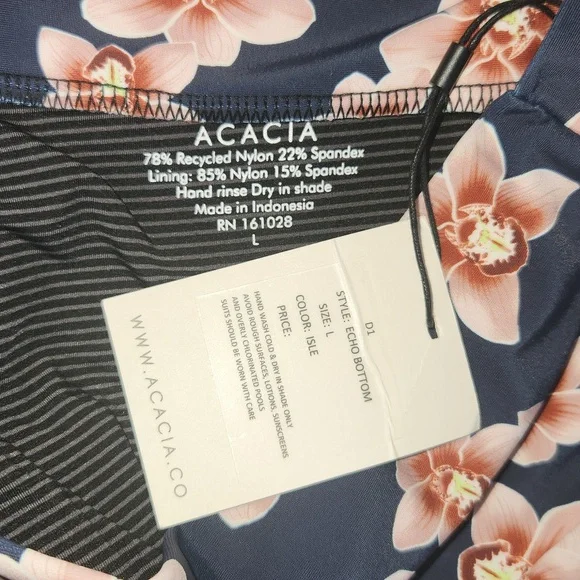 ACACIA
78% Recycled Nylon 22% Spandex
Lining: 85% Nylon 15% Spandex
Hand rinse Dry in shade
Made in Indonesia
RN 161028
L
D1
STYLE: ECHO BOTTOM
SIZE: L
COLOR: ISLE
PRICE:
HAND WASH COLD & DRY IN SHADE ONLY
AVOID ROUGH SURFACES, LOTIONS, SUNSCREENS
AND OVERLY CHLORINATED POOLS
SUITS SHOULD BE WORN WITH CARE
WWW.ACACIA.CO